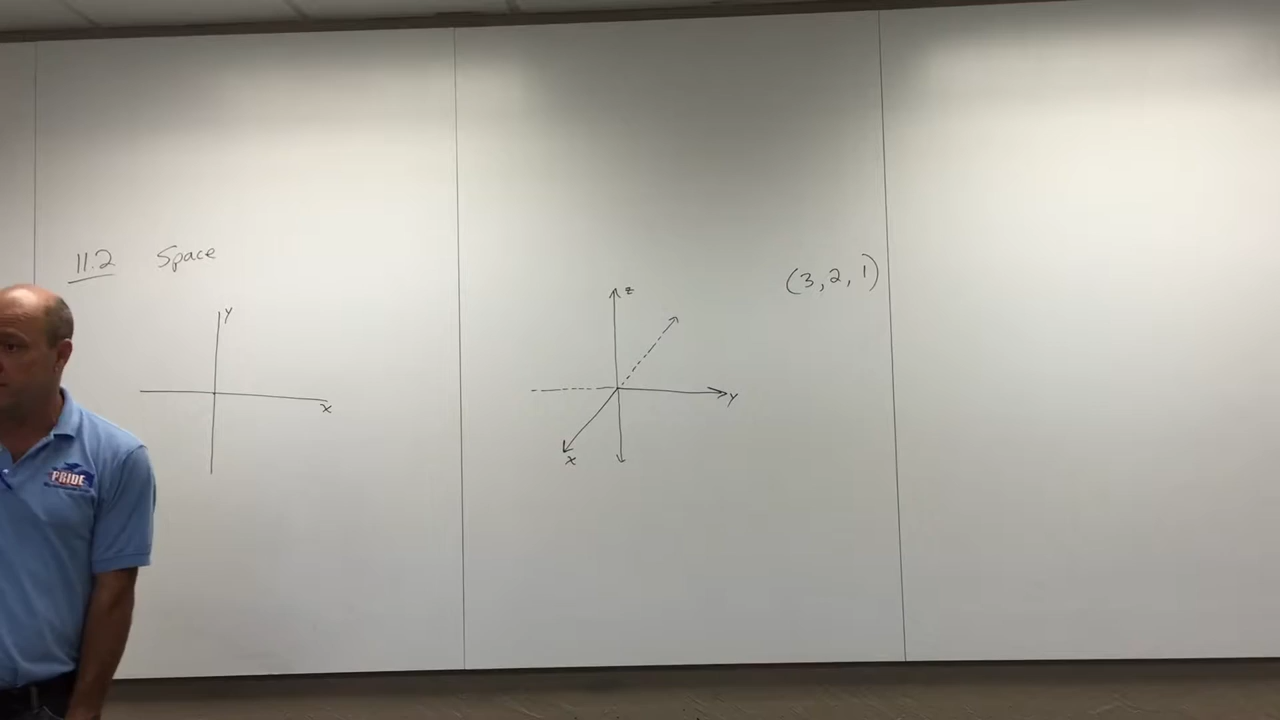 11.2 Space
y
x
z
y
x
(3, 2, 1)
PRIDE